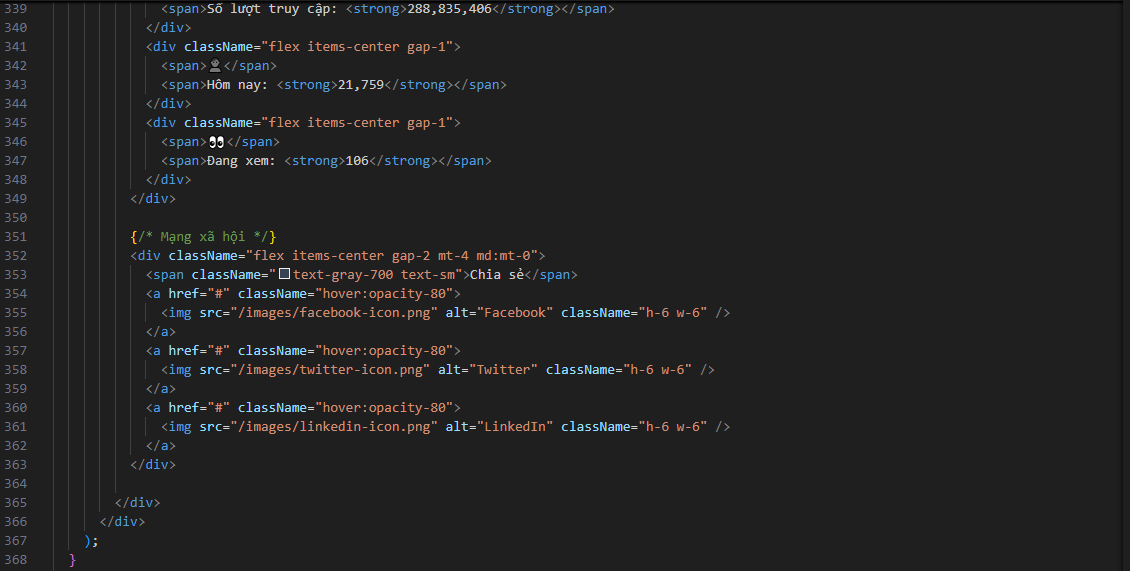 339 <span>Số lượt truy cập: <strong>288,835,406</strong></span>
340 </div>
341 <div className="flex items-center gap-1">
342 <span>👤</span>
343 <span>Hôm nay: <strong>21,759</strong></span>
344 </div>
345 <div className="flex items-center gap-1">
346 <span>👀</span>
347 <span>Đang xem: <strong>106</strong></span>
348 </div>
349 </div>
350
351 {/* Mạng xã hội */}
352 <div className="flex items-center gap-2 mt-4 md:mt-0">
353 <span className="text-gray-700 text-sm">Chia sẻ</span>
354 <a href="#" className="hover:opacity-80">
355 <img src="/images/facebook-icon.png" alt="Facebook" className="h-6 w-6" />
356 </a>
357 <a href="#" className="hover:opacity-80">
358 <img src="/images/twitter-icon.png" alt="Twitter" className="h-6 w-6" />
359 </a>
360 <a href="#" className="hover:opacity-80">
361 <img src="/images/linkedin-icon.png" alt="LinkedIn" className="h-6 w-6" />
362 </a>
363 </div>
364
365 </div>
366 </div>
367 );
368 }